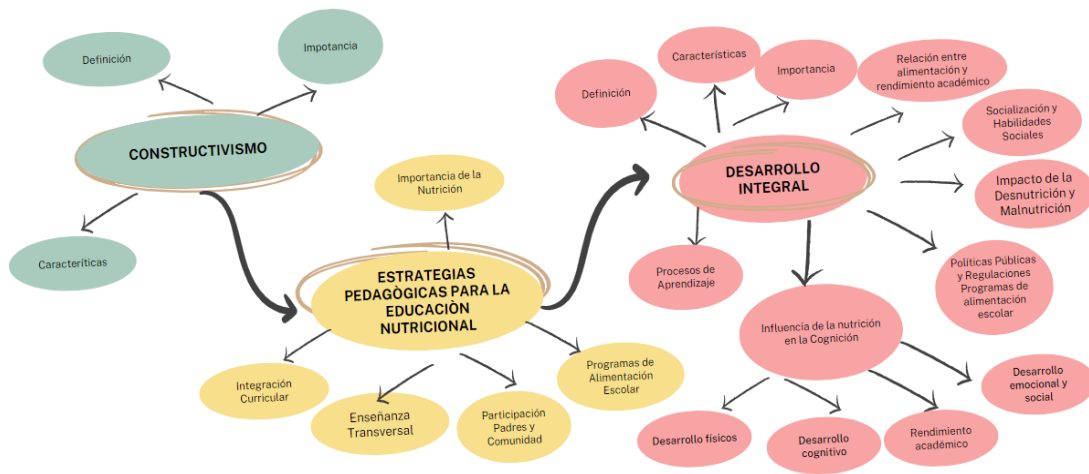 Definición
Impotancia
CONSTRUCTIVISMO
Caracteríticas
Importancia de la
Nutrición
ESTRATEGIAS
PEDAGÒGICAS PARA LA
EDUCACIÒN
NUTRICIONAL
Integración
Curricular
Enseñanza
Transversal
Participación
Padres y
Comunidad
Programas de
Alimentación
Escolar
Definición
Características
Importancia
Relación entre
alimentación y
rendimiento académico
Socialización y
Habilidades
Sociales
Impacto de la
Desnutrición y
Malnutrición
Políticas Públicas
y Regulaciones
Programas de
alimentación
escolar
DESARROLLO
INTEGRAL
Procesos de
Aprendizaje
Influencia de la nutrición
en la Cognición
Desarrollo físicos
Desarrollo
cognitivo
Rendimiento
académico
Desarrollo
emocional y
social